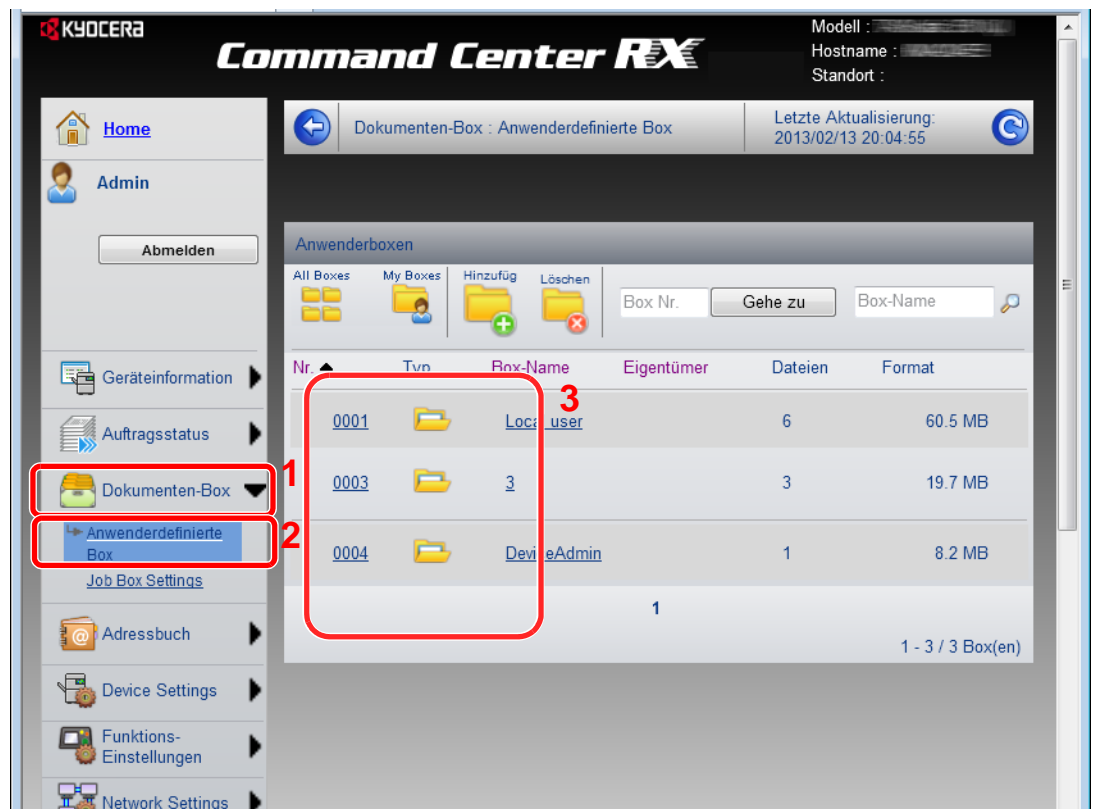 KYOCERA
Command Center RX
Modell :
Hostname :
Standort :
Home
Admin
Abmelden
Dokumenten-Box : Anwenderdefinierte Box
Letzte Aktualisierung:
2013/02/13 20:04:55
Anwenderboxen
All Boxes My Boxes Hinzufüg Löschen
Box Nr. Gehe zu Box-Name
Nr. Typ Box-Name Eigentümer Dateien Format
3
0001 Local_user 6 60.5 MB
0003 3 3 19.7 MB
0004 DeviceAdmin 1 8.2 MB
1
1 - 3 / 3 Box(en)
Geräteinformation
Auftragsstatus
Dokumenten-Box 1
Anwenderdefinierte
Box
2
Job Box Settings
Adressbuch
Device Settings
Funktions-
Einstellungen
Network Settings